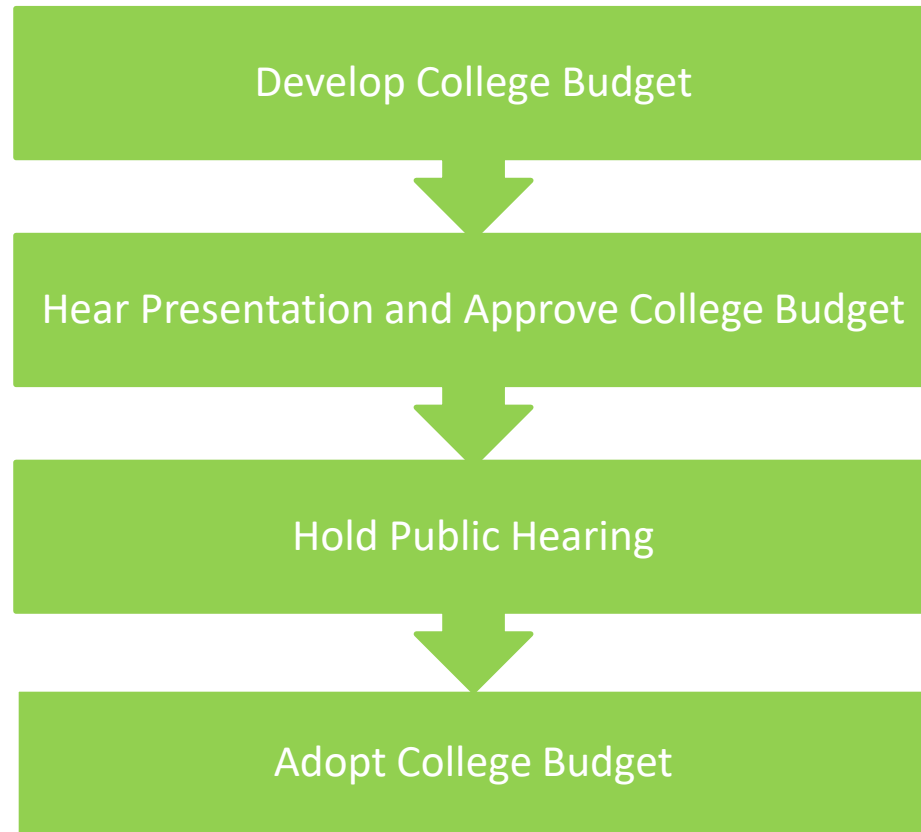 Develop College Budget
Hear Presentation and Approve College Budget
Hold Public Hearing
Adopt College Budget